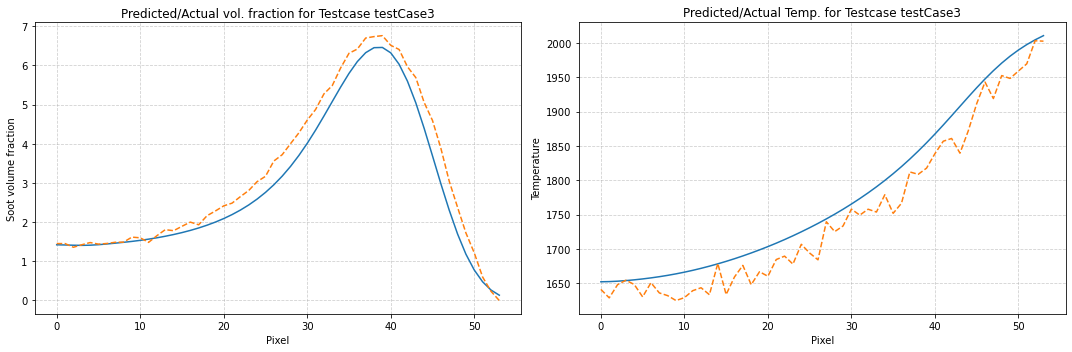 Predicted/Actual vol. fraction for Testcase testCase3
Soot volume fraction
7
6
5
4
3
2
1
0
0 10 20 30 40 50
Pixel
Predicted/Actual Temp. for Testcase testCase3
Temperature
2000
1950
1900
1850
1800
1750
1700
1650
0 10 20 30 40 50
Pixel